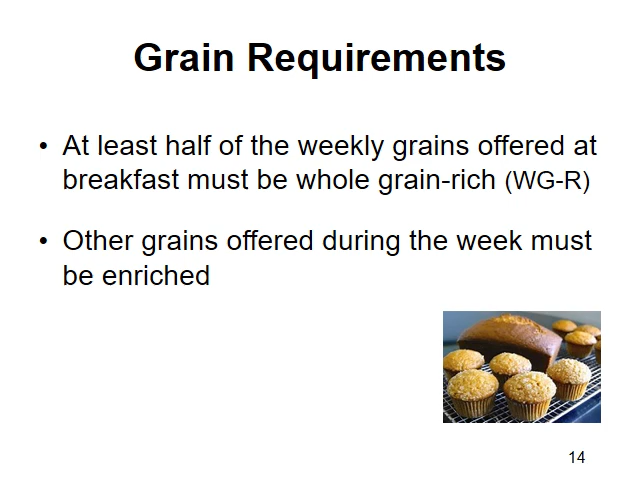 Grain Requirements
• At least half of the weekly grains offered at
breakfast must be whole grain-rich (WG-R)
• Other grains offered during the week must
be enriched
14